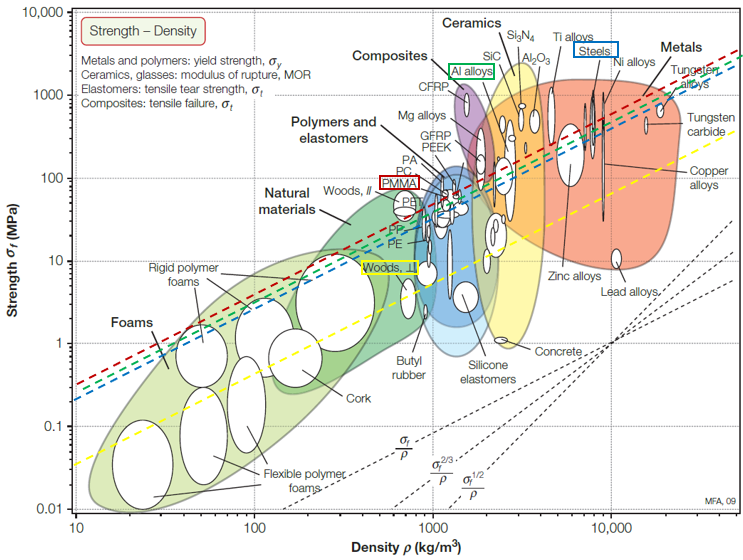 Strength – Density
Metals and polymers: yield strength, σy
Ceramics, glasses: modulus of rupture, MOR
Elastomers: tensile tear strength, σt
Composites: tensile failure, σt
Ceramics
Si3N4
Ti alloys
Steels
Metals
Composites
SiC
Al2O3
Ni alloys
Al alloys
Tungsten
alloys
CFRP
Mg alloys
Tungsten
carbide
Polymers and
elastomers
GFRP
PEEK
PA
PC
PMMA
Copper
alloys
Natural
materials
Woods, //
PET
PP
PE
Rigid polymer
foams
Woods, ⊥
Zinc alloys
Lead alloys
Foams
Butyl
rubber
Silicone
elastomers
Concrete
Cork
Flexible polymer
foams
σf
ρ
σf2/3
ρ
σf1/2
ρ
MFA, 09
10,000
1000
100
10
1
0.1
0.01
Strength σf (MPa)
10
100
1000
10,000
Density ρ (kg/m3)